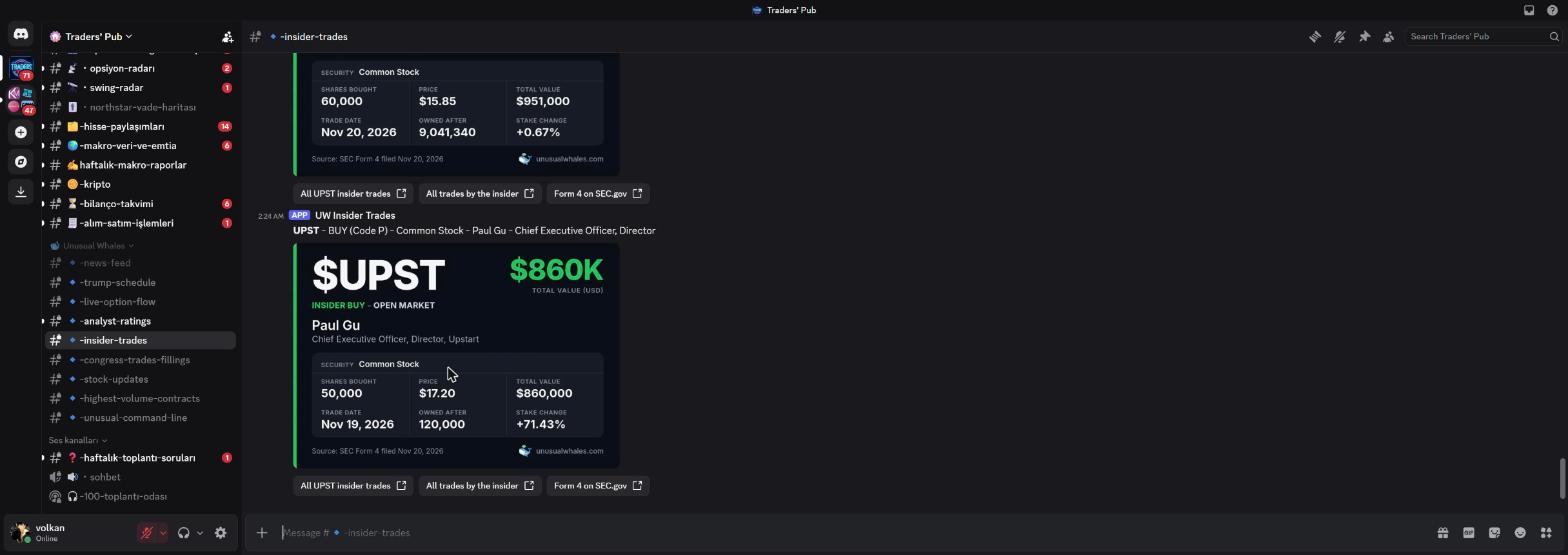 Traders' Pub
Traders' Pub
-insider-trades
Search Traders' Pub
TRADERS
71
47
opsiyon-radarı
2
swing-radar
1
northstar-vade-haritası
-hisse-paylaşımları
14
-makro-veri-ve-emtia
6
haftalık-makro-raporlar
-kripto
-bilanço-takvimi
6
-alım-satım-işlemleri
1
Unusual Whales
-news-feed
-trump-schedule
-live-option-flow
-analyst-ratings
-insider-trades
-congress-trades-fillings
-stock-updates
-highest-volume-contracts
-unusual-command-line
Ses kanalları
-haftalık-toplantı-soruları
1
sohbet
-100-toplantı-odası
volkan
Online
SECURITY Common Stock
SHARES BOUGHT PRICE TOTAL VALUE
60,000 $15.85 $951,000
TRADE DATE OWNED AFTER STAKE CHANGE
Nov 20, 2026 9,041,340 +0.67%
Source: SEC Form 4 filed Nov 20, 2026 unusualwhales.com
All UPST insider trades All trades by the insider Form 4 on SEC.gov
2:24 AM APP UW Insider Trades
UPST - BUY (Code P) - Common Stock - Paul Gu - Chief Executive Officer, Director
$UPST $860K
TOTAL VALUE (USD)
INSIDER BUY - OPEN MARKET
Paul Gu
Chief Executive Officer, Director, Upstart
SECURITY Common Stock
SHARES BOUGHT PRICE TOTAL VALUE
50,000 $17.20 $860,000
TRADE DATE OWNED AFTER STAKE CHANGE
Nov 19, 2026 120,000 +71.43%
Source: SEC Form 4 filed Nov 20, 2026 unusualwhales.com
All UPST insider trades All trades by the insider Form 4 on SEC.gov
Message # -insider-trades
GIF